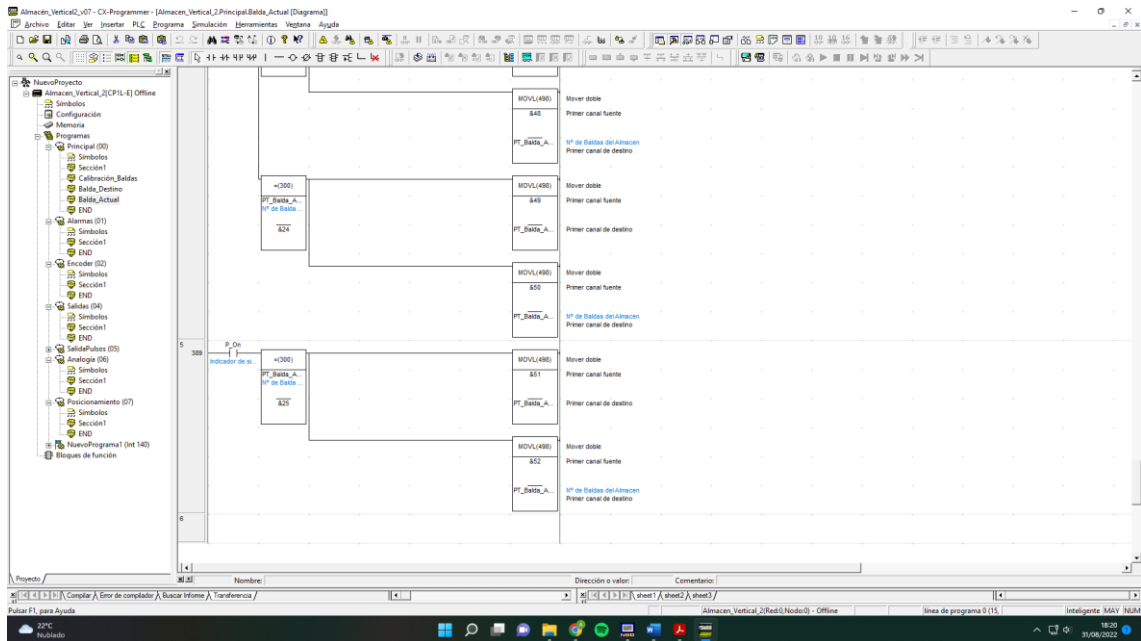 Almacen_Vertical2_v07 - CX-Programmer - [Almacen_Vertical_2.Principal.Balda_Actual [Diagrama]]
Archivo Editar Ver Insertar PLC Programa Simulación Herramientas Ventana Ayuda
NuevoProyecto
Almacen_Vertical_2[CP1L-E] Offline
Símbolos
Configuración
Memoria
Programas
Principal (00)
Símbolos
Sección1
Calibración_Baldas
Balda_Destino
Balda_Actual
END
Alarmas (01)
Símbolos
Sección1
END
Encoder (02)
Símbolos
Sección1
END
Salidas (04)
Símbolos
Sección1
END
SalidaPulsos (05)
Analogía (06)
Símbolos
Sección1
END
Posicionamiento (07)
Símbolos
Sección1
END
NuevoPrograma1 (Int 140)
Bloques de función
Proyecto
MOVL(498) Mover doble
&48 Primer canal fuente
PT_Balda_A... Nº de Baldas del Almacen
Primer canal de destino
=(300) MOVL(498) Mover doble
PT_Balda_A... &49 Primer canal fuente
Nº de Balda ...
&24 PT_Balda_A... Primer canal de destino
MOVL(498) Mover doble
&50 Primer canal fuente
PT_Balda_A... Nº de Baldas del Almacen
Primer canal de destino
5 389 P_On
Indicador de si...
=(300) MOVL(498) Mover doble
PT_Balda_A... &51 Primer canal fuente
Nº de Balda ...
&25 PT_Balda_A... Primer canal de destino
MOVL(498) Mover doble
&52 Primer canal fuente
PT_Balda_A... Nº de Baldas del Almacen
Primer canal de destino
6
Nombre: Dirección o valor: Comentario:
Compilar Error de compilador Buscar Informe Transferencia sheet1 sheet2 sheet3
Pulsar F1, para Ayuda Almacen_Vertical_2(Red:0,Nodo:0) - Offline línea de programa 0 (15, Inteligente MAY NUM
22°C
Nublado
18:20
31/08/2022